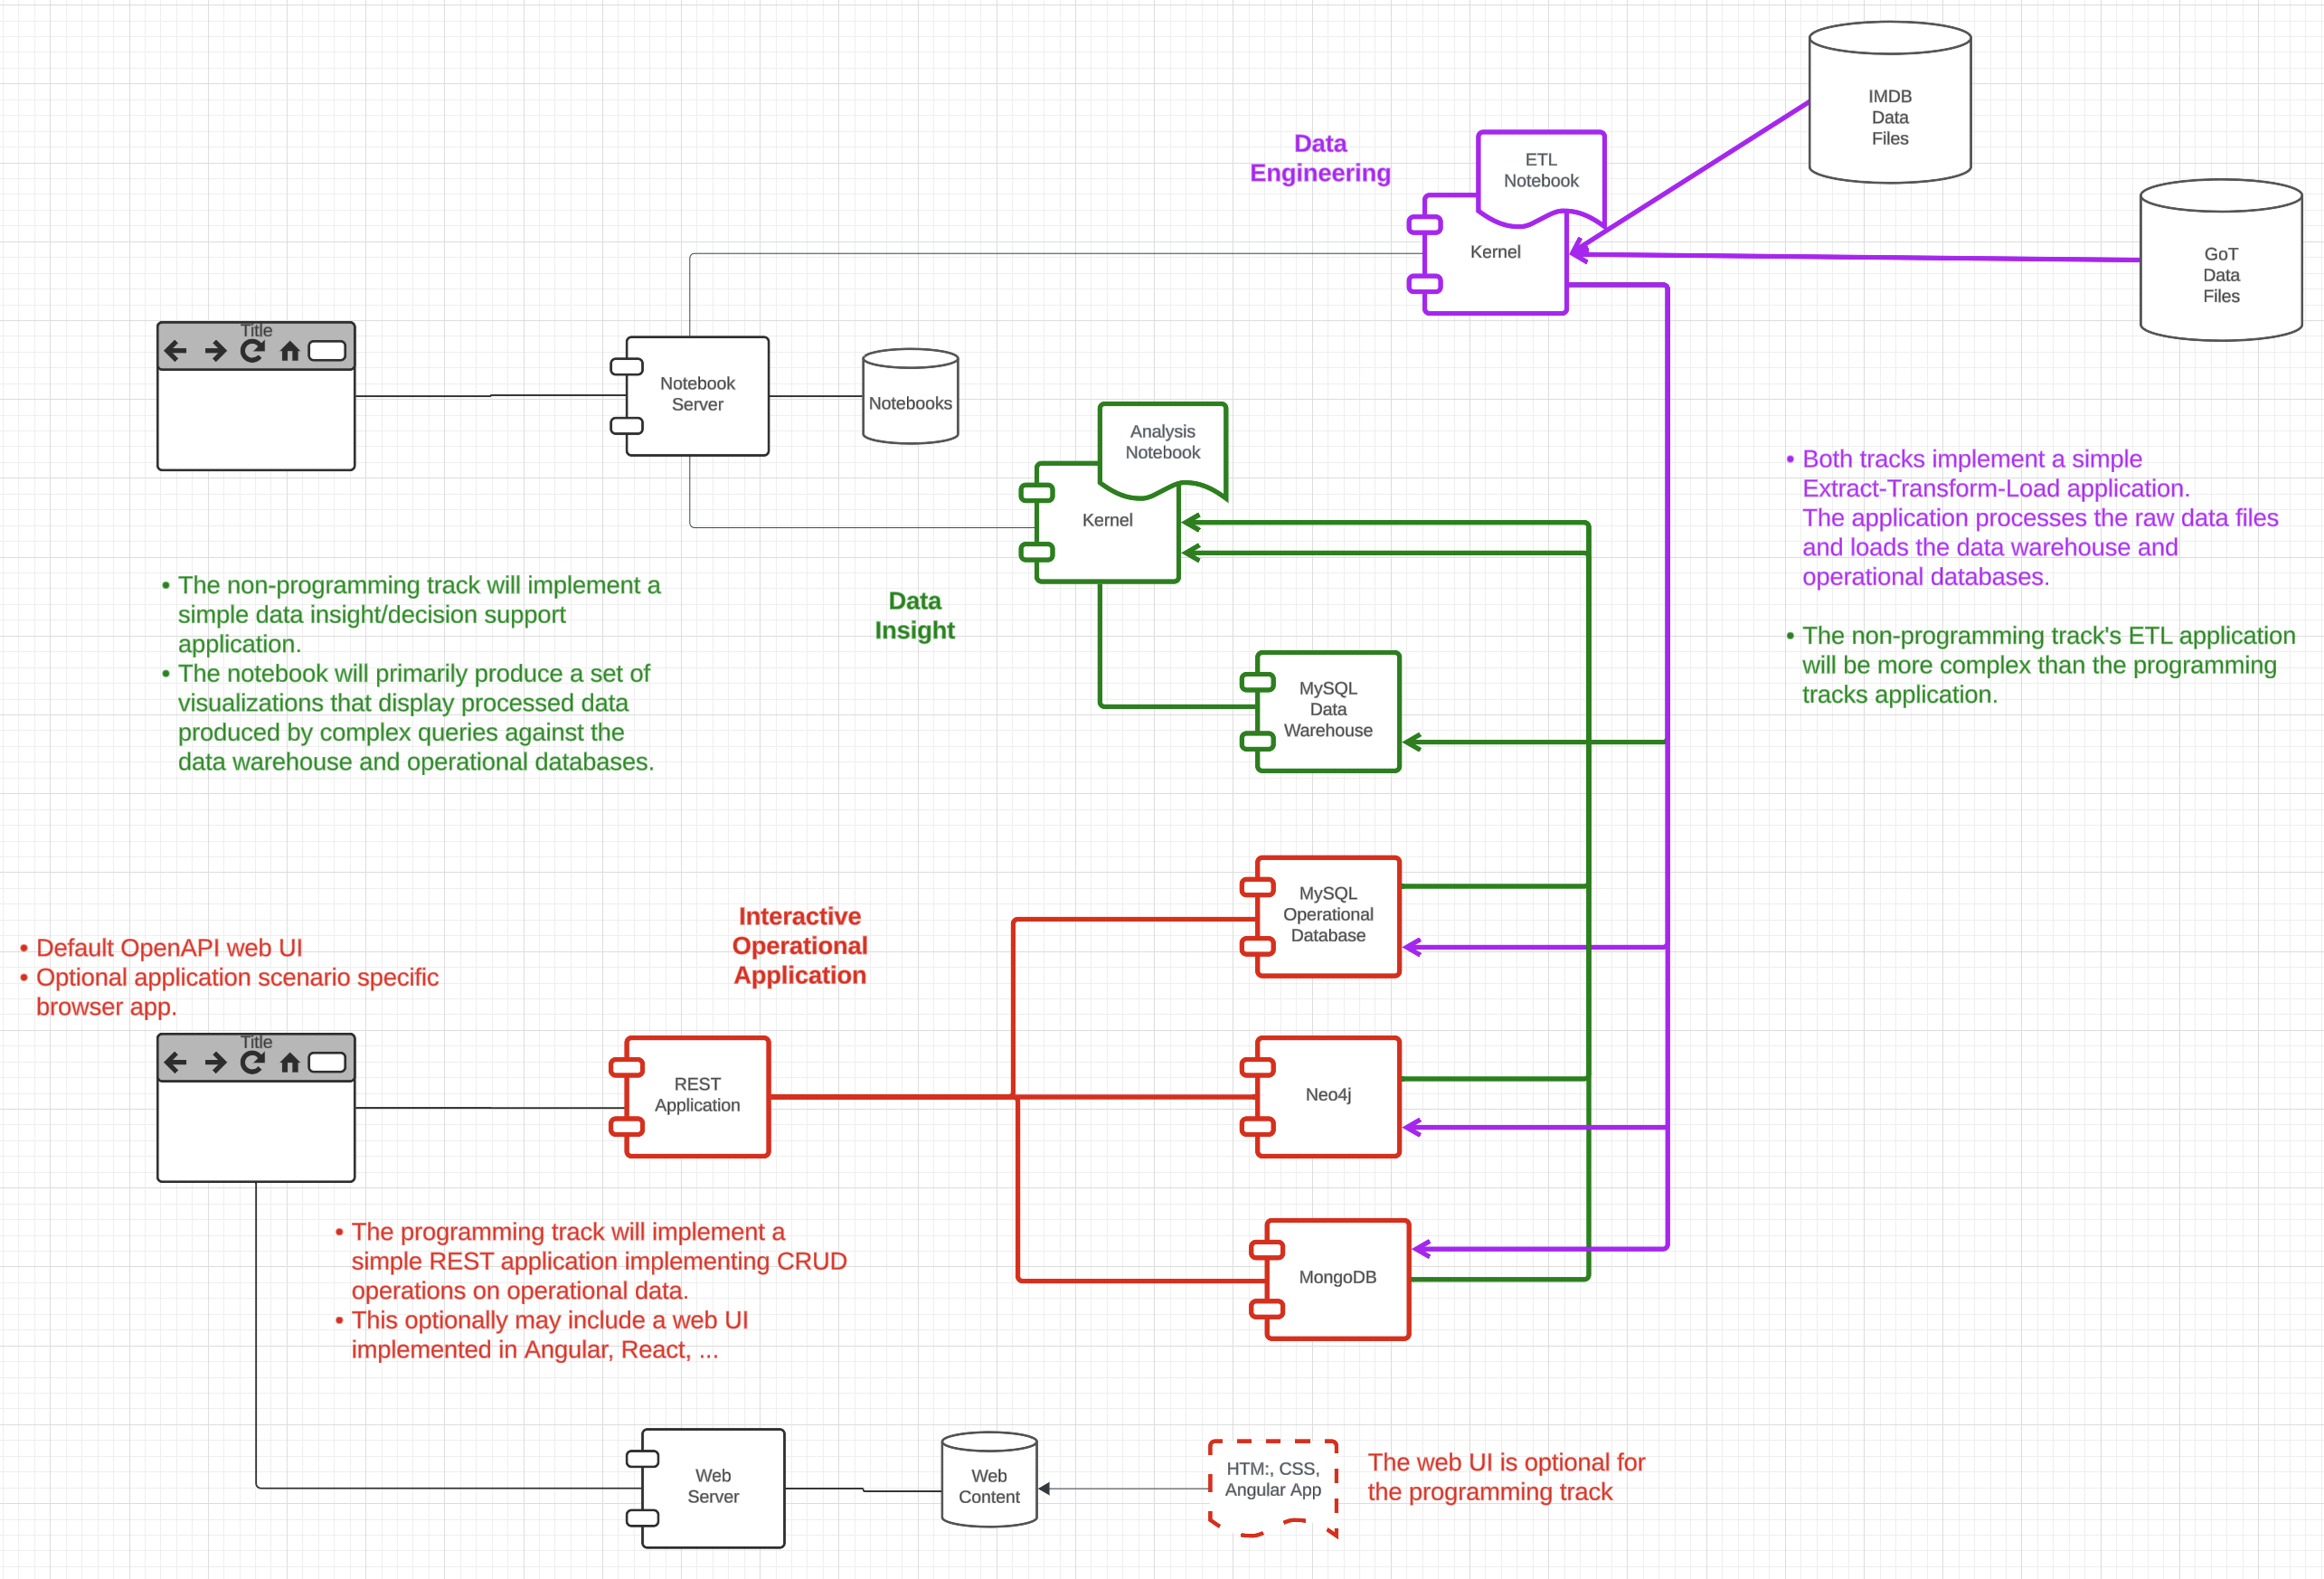 IMDB
Data
Files
Data
Engineering
ETL
Notebook
Kernel
GoT
Data
Files
Title
Notebook
Server
Notebooks
Analysis
Notebook
Kernel
• Both tracks implement a simple
Extract-Transform-Load application.
The application processes the raw data files
and loads the data warehouse and
operational databases.
• The non-programming track's ETL application
will be more complex than the programming
tracks application.
• The non-programming track will implement a
simple data insight/decision support
application.
• The notebook will primarily produce a set of
visualizations that display processed data
produced by complex queries against the
data warehouse and operational databases.
Data
Insight
MySQL
Data
Warehouse
MySQL
Operational
Database
Interactive
Operational
Application
• Default OpenAPI web UI
• Optional application scenario specific
browser app.
Title
REST
Application
Neo4j
• The programming track will implement a
simple REST application implementing CRUD
operations on operational data.
• This optionally may include a web UI
implemented in Angular, React, ...
MongoDB
Web
Server
Web
Content
HTM:, CSS,
Angular App
The web UI is optional for
the programming track